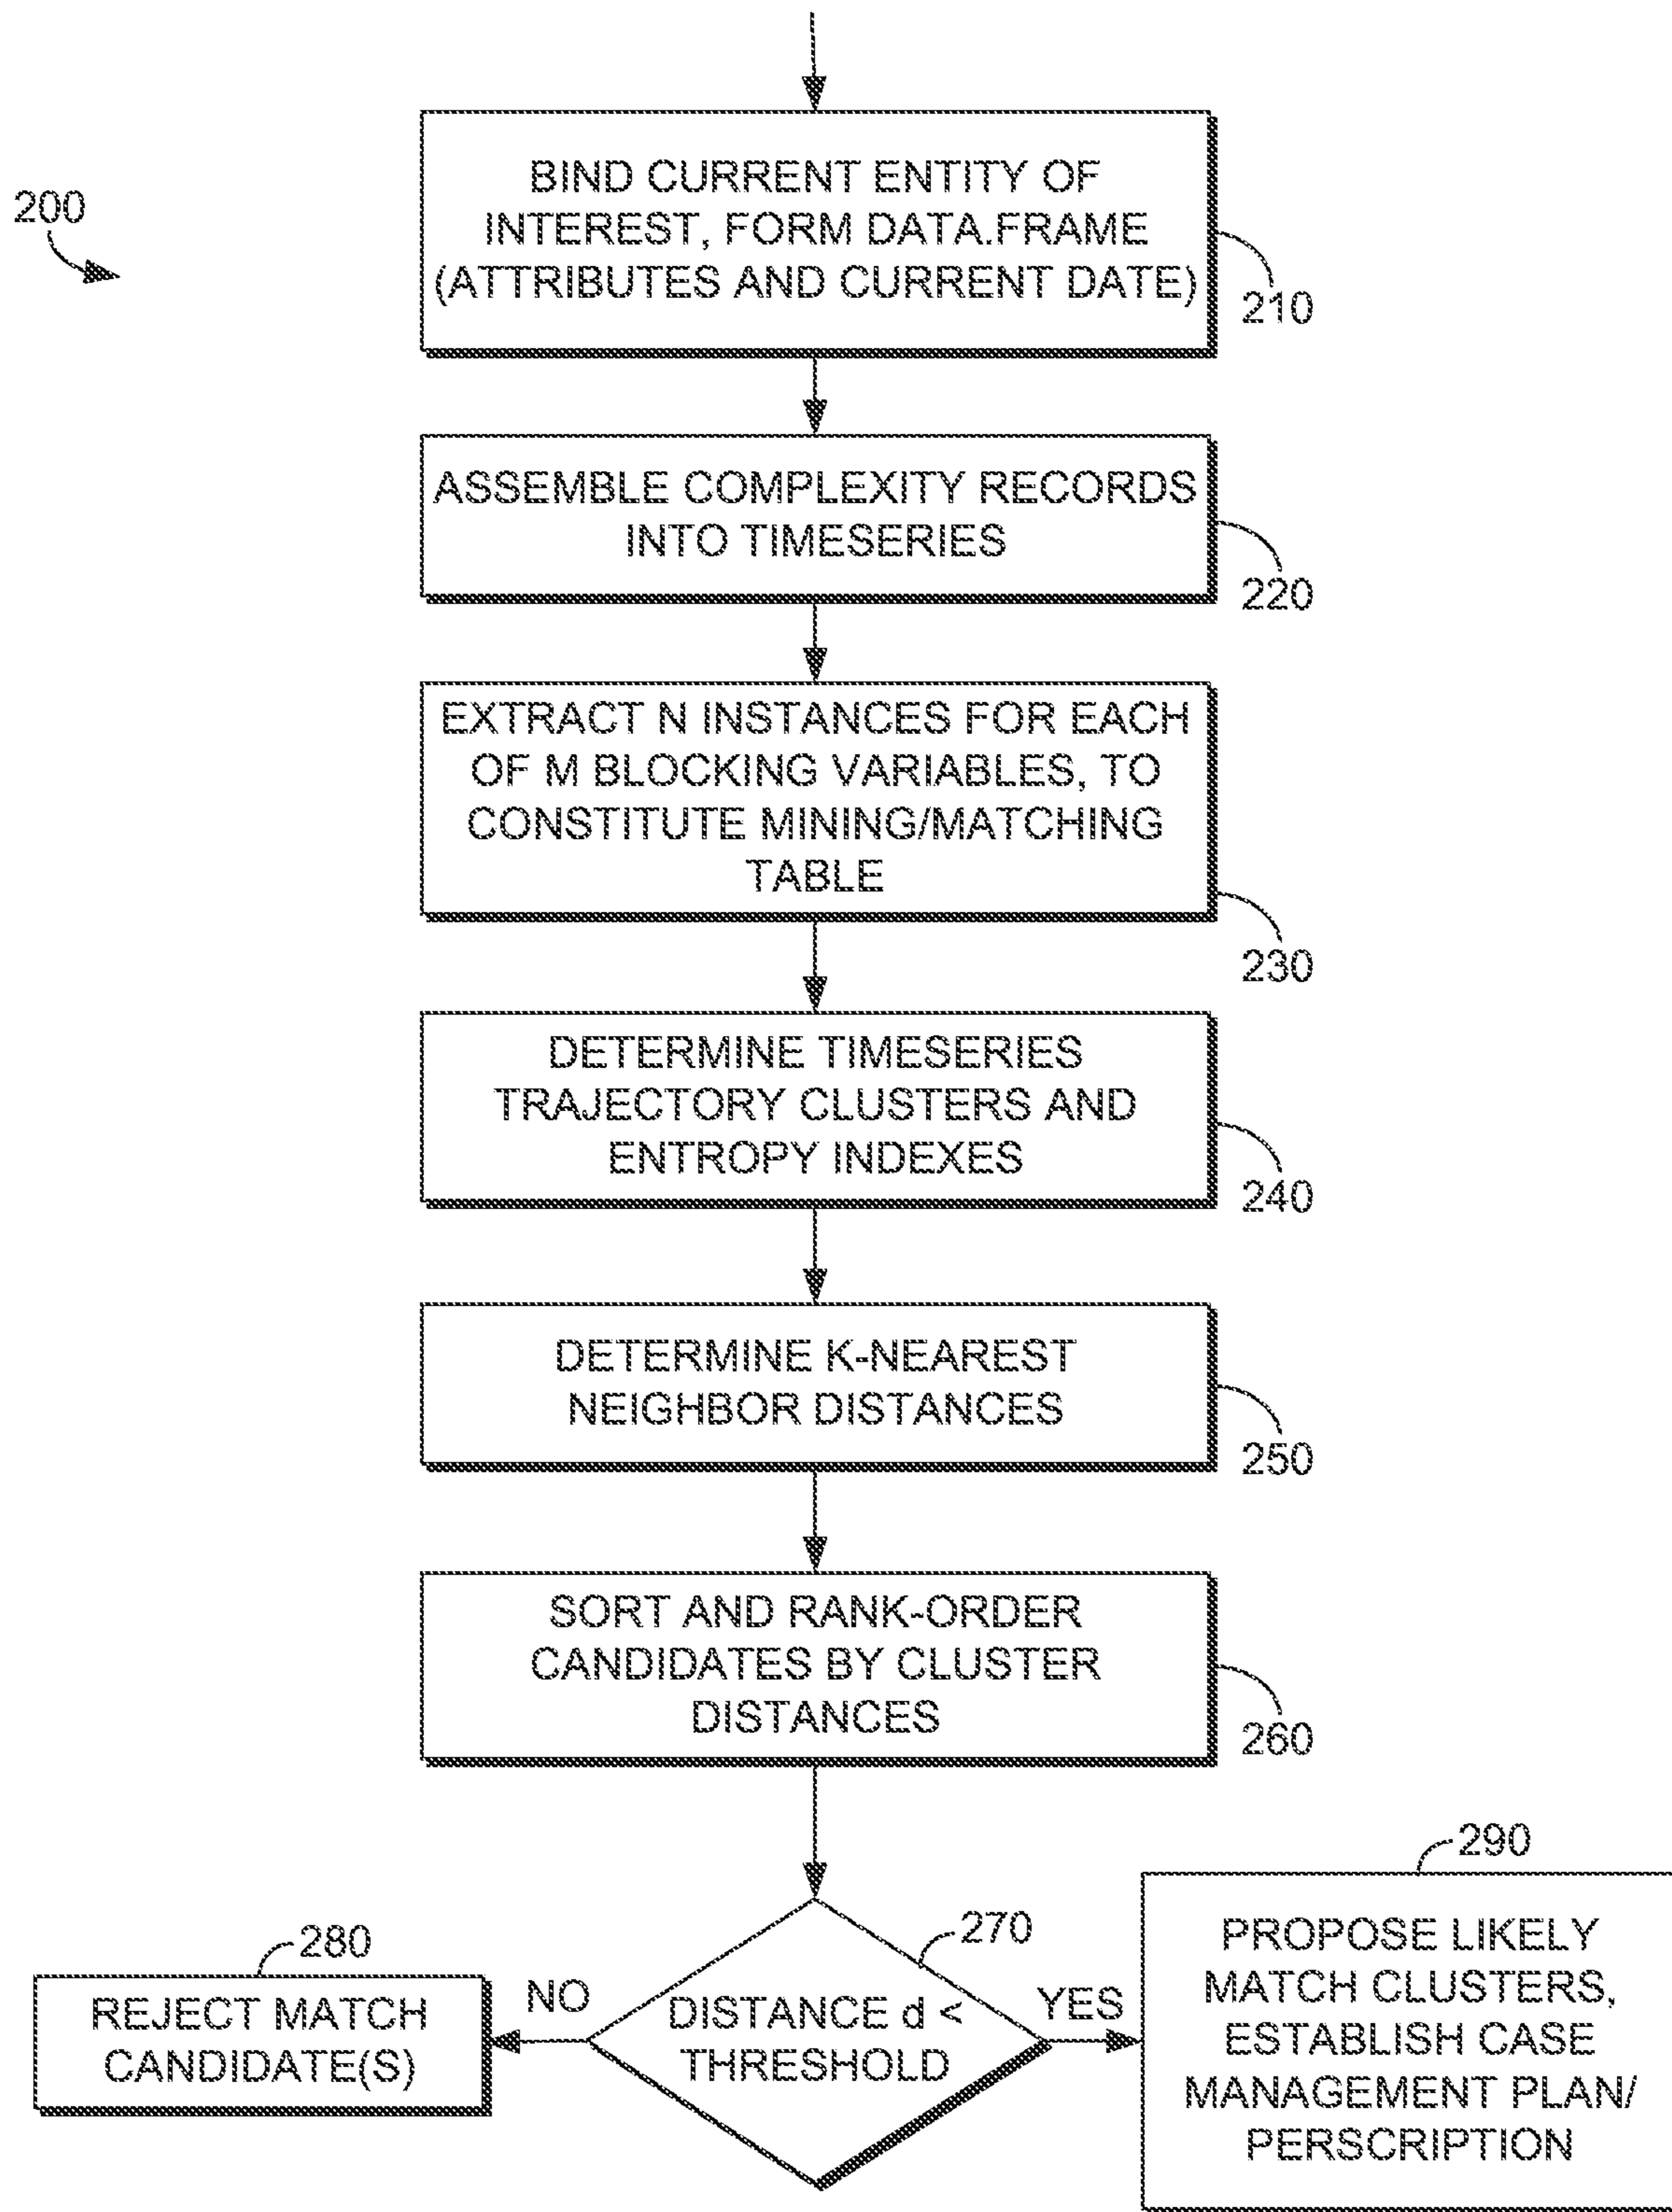 200
BIND CURRENT ENTITY OF
INTEREST, FORM DATA.FRAME
(ATTRIBUTES AND CURRENT DATE)
210
ASSEMBLE COMPLEXITY RECORDS
INTO TIMESERIES
220
EXTRACT N INSTANCES FOR EACH
OF M BLOCKING VARIABLES, TO
CONSTITUTE MINING/MATCHING
TABLE
230
DETERMINE TIMESERIES
TRAJECTORY CLUSTERS AND
ENTROPY INDEXES
240
DETERMINE K-NEAREST
NEIGHBOR DISTANCES
250
SORT AND RANK-ORDER
CANDIDATES BY CLUSTER
DISTANCES
260
270
DISTANCE d <
THRESHOLD
NO
280
REJECT MATCH
CANDIDATE(S)
YES
290
PROPOSE LIKELY
MATCH CLUSTERS,
ESTABLISH CASE
MANAGEMENT PLAN/
PERSCRIPTION